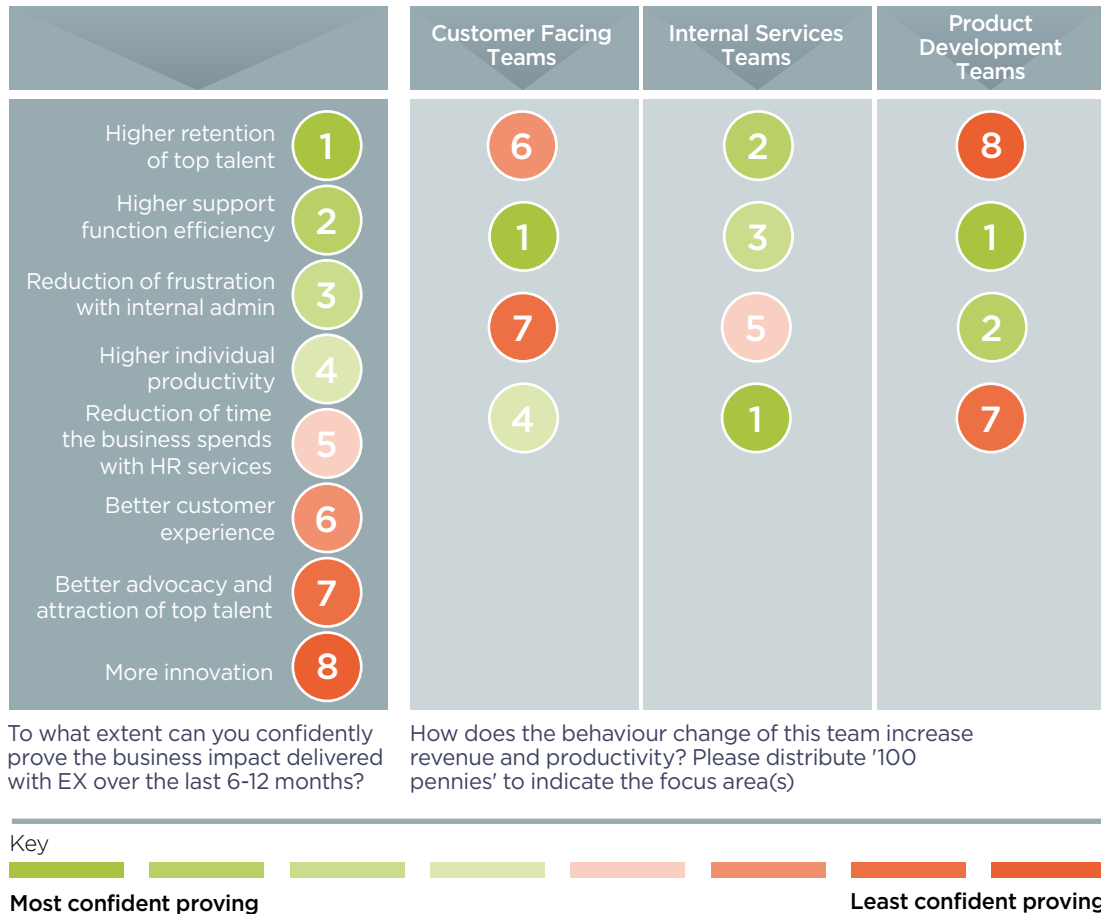 Customer Facing
Teams
Internal Services
Teams
Product
Development
Teams
Higher retention
of top talent
1
Higher support
function efficiency
2
Reduction of frustration
with internal admin
3
Higher individual
productivity
4
Reduction of time
the business spends
with HR services
5
Better customer
experience
6
Better advocacy and
attraction of top talent
7
More innovation
8
6
1
7
4
2
3
5
1
8
1
2
7
To what extent can you confidently
prove the business impact delivered
with EX over the last 6-12 months?
How does the behaviour change of this team increase
revenue and productivity? Please distribute '100
pennies' to indicate the focus area(s)
Key
Most confident proving
Least confident proving